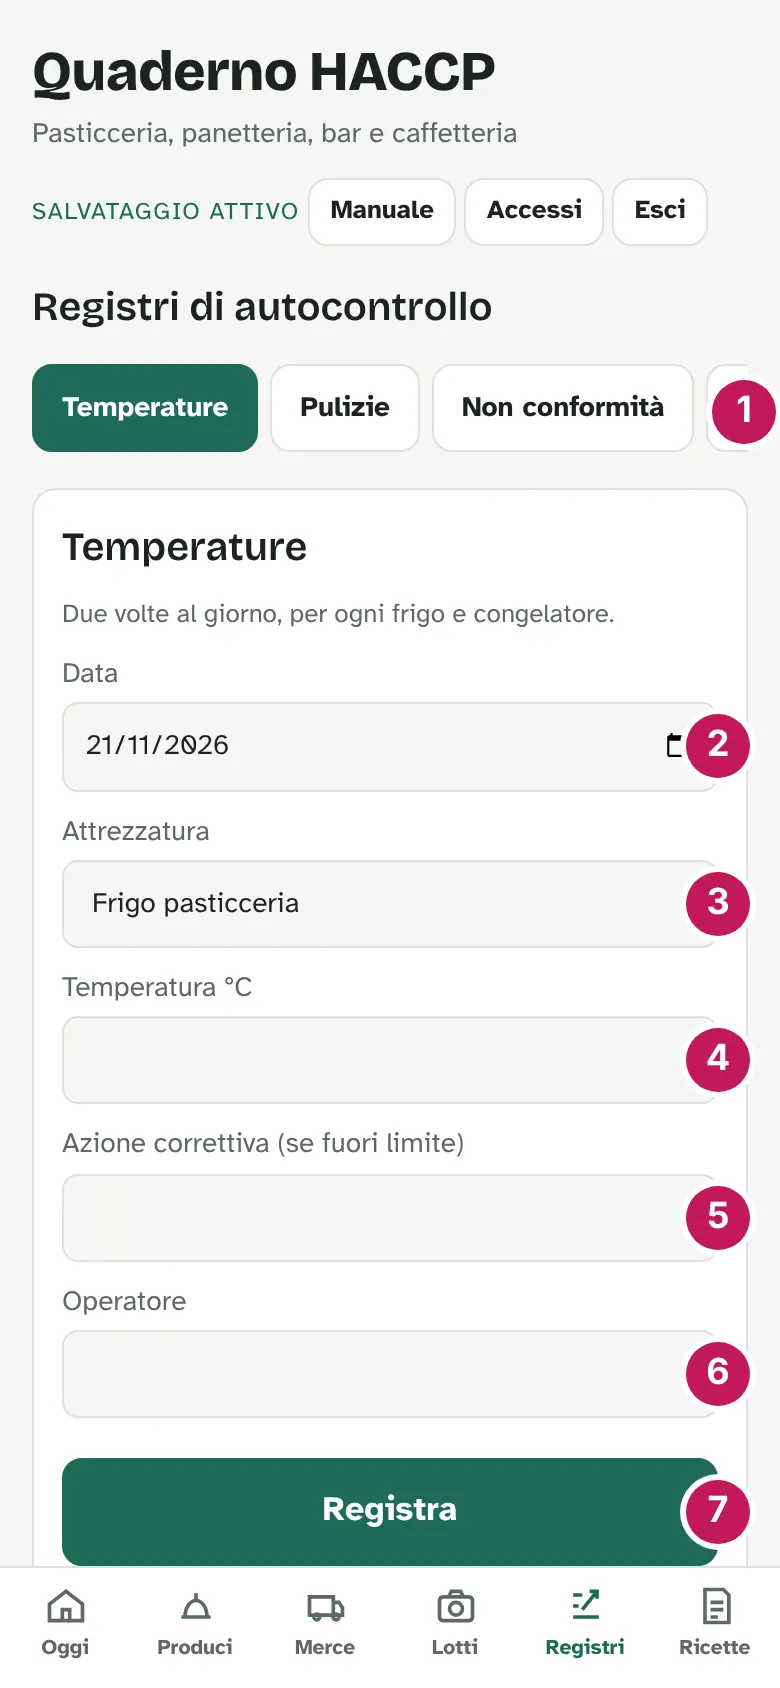 Quaderno HACCP
Pasticceria, panetteria, bar e caffetteria
SALVATAGGIO ATTIVO Manuale Accessi Esci
Registri di autocontrollo
Temperature Pulizie Non conformità 1
Temperature
Due volte al giorno, per ogni frigo e congelatore.
Data
21/11/2026 2
Attrezzatura
Frigo pasticceria 3
Temperatura °C
4
Azione correttiva (se fuori limite)
5
Operatore
6
Registra 7
Oggi Produci Merce Lotti Registri Ricette